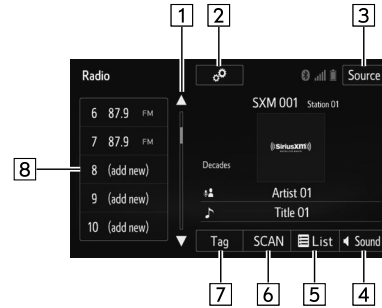 1 2 3
Radio Source
SXM 001 Station 01
6 87.9 FM
7 87.9 FM
8 (add new)
9 (add new)
10 (add new)
((SiriusXM))
Decades
Artist 01
Title 01
Tag SCAN List Sound
8
7 6 5 4